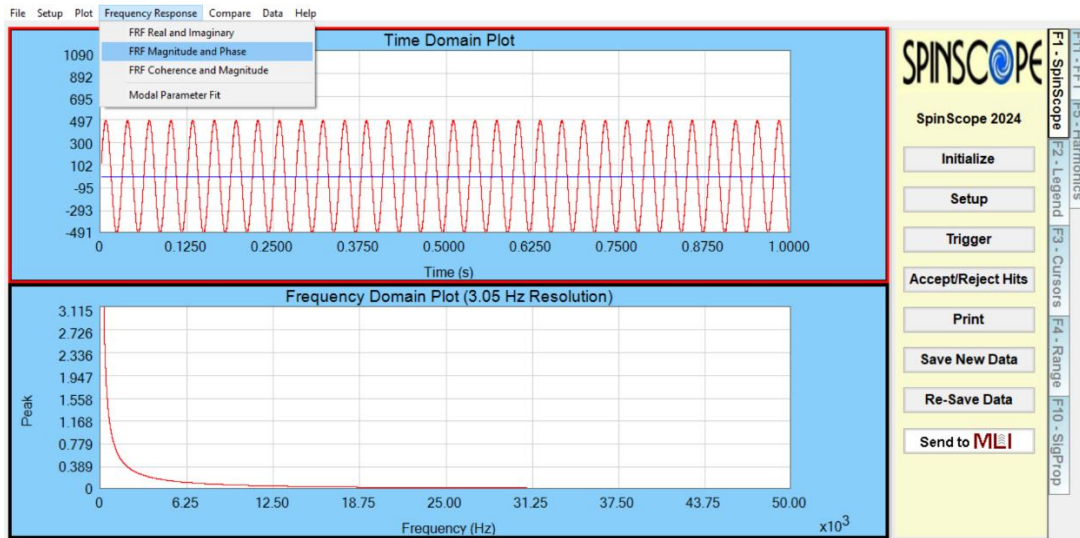 File Setup Plot Frequency Response Compare Data Help
FRF Real and Imaginary
FRF Magnitude and Phase
FRF Coherence and Magnitude
Modal Parameter Fit
Time Domain Plot
1090
892
695
497
300
102
-95
-293
-491
0 0.1250 0.2500 0.3750 0.5000 0.6250 0.7500 0.8750 1.0000
Time (s)
Frequency Domain Plot (3.05 Hz Resolution)
Peak
3.115
2.726
2.336
1.947
1.558
1.168
0.779
0.389
0
0 6.25 12.50 18.75 25.00 31.25 37.50 43.75 50.00
Frequency (Hz)
x10³
SPINSCOPE
SpinScope 2024
Initialize
Setup
Trigger
Accept/Reject Hits
Print
Save New Data
Re-Save Data
Send to MLI
F1 - SpinScope
F2 - Legend
F3 - Cursors
F4 - Range
F10 - SigProp
F11 - FFT
F5 - Harmonics